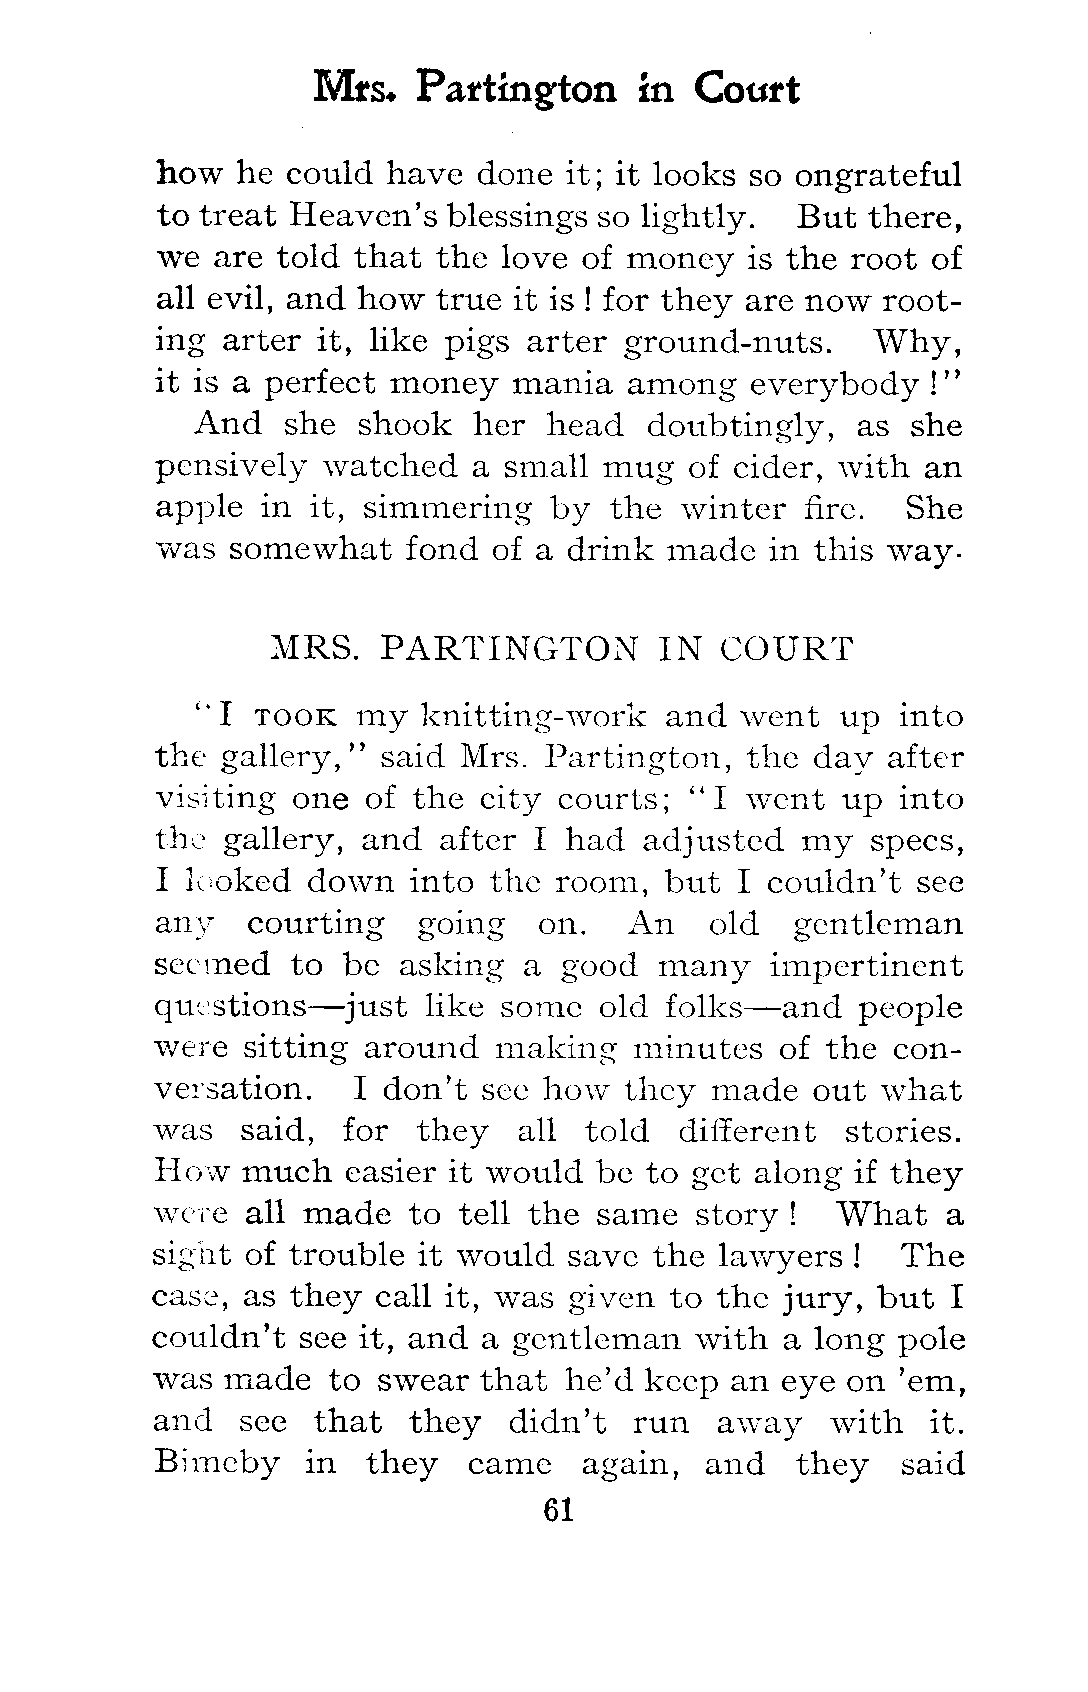 Mrs. Partington in Court
how he could have done it; it looks so ongrateful
to treat Heaven's blessings so lightly. But there,
we are told that the love of money is the root of
all evil, and how true it is! for they are now root-
ing arter it, like pigs arter ground-nuts. Why,
it is a perfect money mania among everybody!"
And she shook her head doubtingly, as she
pensively watched a small mug of cider, with an
apple in it, simmering by the winter fire. She
was somewhat fond of a drink made in this way.
MRS. PARTINGTON IN COURT
"I TOOK my knitting-work and went up into
the gallery," said Mrs. Partington, the day after
visiting one of the city courts; "I went up into
the gallery, and after I had adjusted my specs,
I looked down into the room, but I couldn't see
any courting going on. An old gentleman
seemed to be asking a good many impertinent
questions—just like some old folks—and people
were sitting around making minutes of the con-
versation. I don't see how they made out what
was said, for they all told different stories.
How much easier it would be to get along if they
were all made to tell the same story! What a
sight of trouble it would save the lawyers! The
case, as they call it, was given to the jury, but I
couldn't see it, and a gentleman with a long pole
was made to swear that he'd keep an eye on 'em,
and see that they didn't run away with it.
Bimeby in they came again, and they said
61